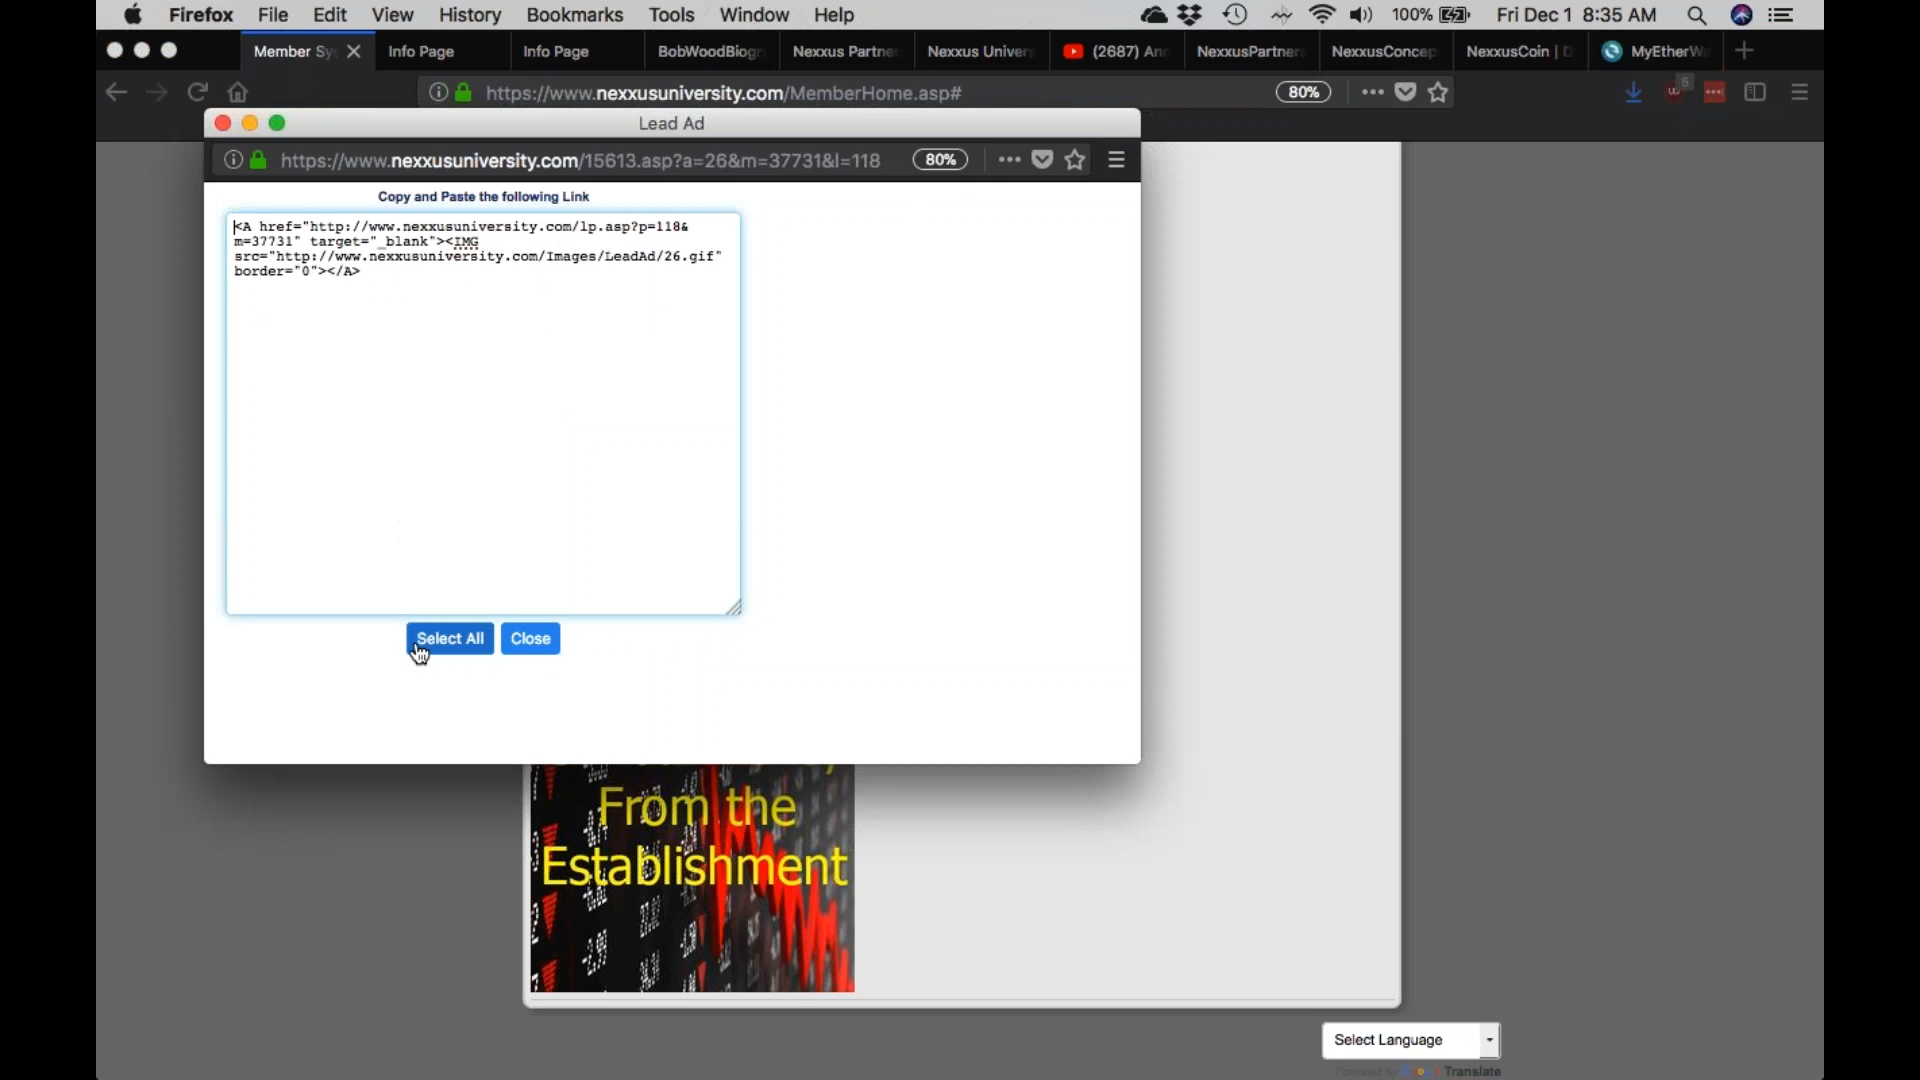 Firefox File Edit View History Bookmarks Tools Window Help 100% Fri Dec 1 8:35 AM
Member Sy Info Page Info Page BobWoodBiogr Nexxus Partne Nexxus Univer (2687) An NexxusPartner NexxusConcep NexxusCoin | D MyEtherW
https://www.nexxusuniversity.com/MemberHome.asp# 80% 5
Lead Ad
https://www.nexxusuniversity.com/15613.asp?a=26&m=37731&l=118 80%
Copy and Paste the following Link
<A href="http://www.nexxusuniversity.com/lp.asp?p=118&
m=37731" target="_blank"><IMG
src="http://www.nexxusuniversity.com/Images/LeadAd/26.gif"
border="0"></A>
Select All Close
From the
Establishment
Select Language
Powered by Translate